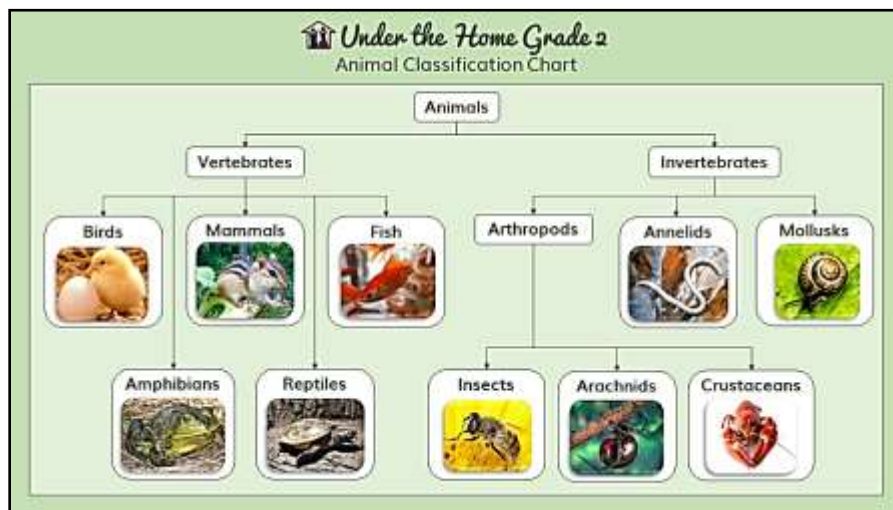 Under the Home Grade 2
Animal Classification Chart
Animals
Vertebrates
Invertebrates
Birds
Mammals
Fish
Arthropods
Annelids
Mollusks
Amphibians
Reptiles
Insects
Arachnids
Crustaceans